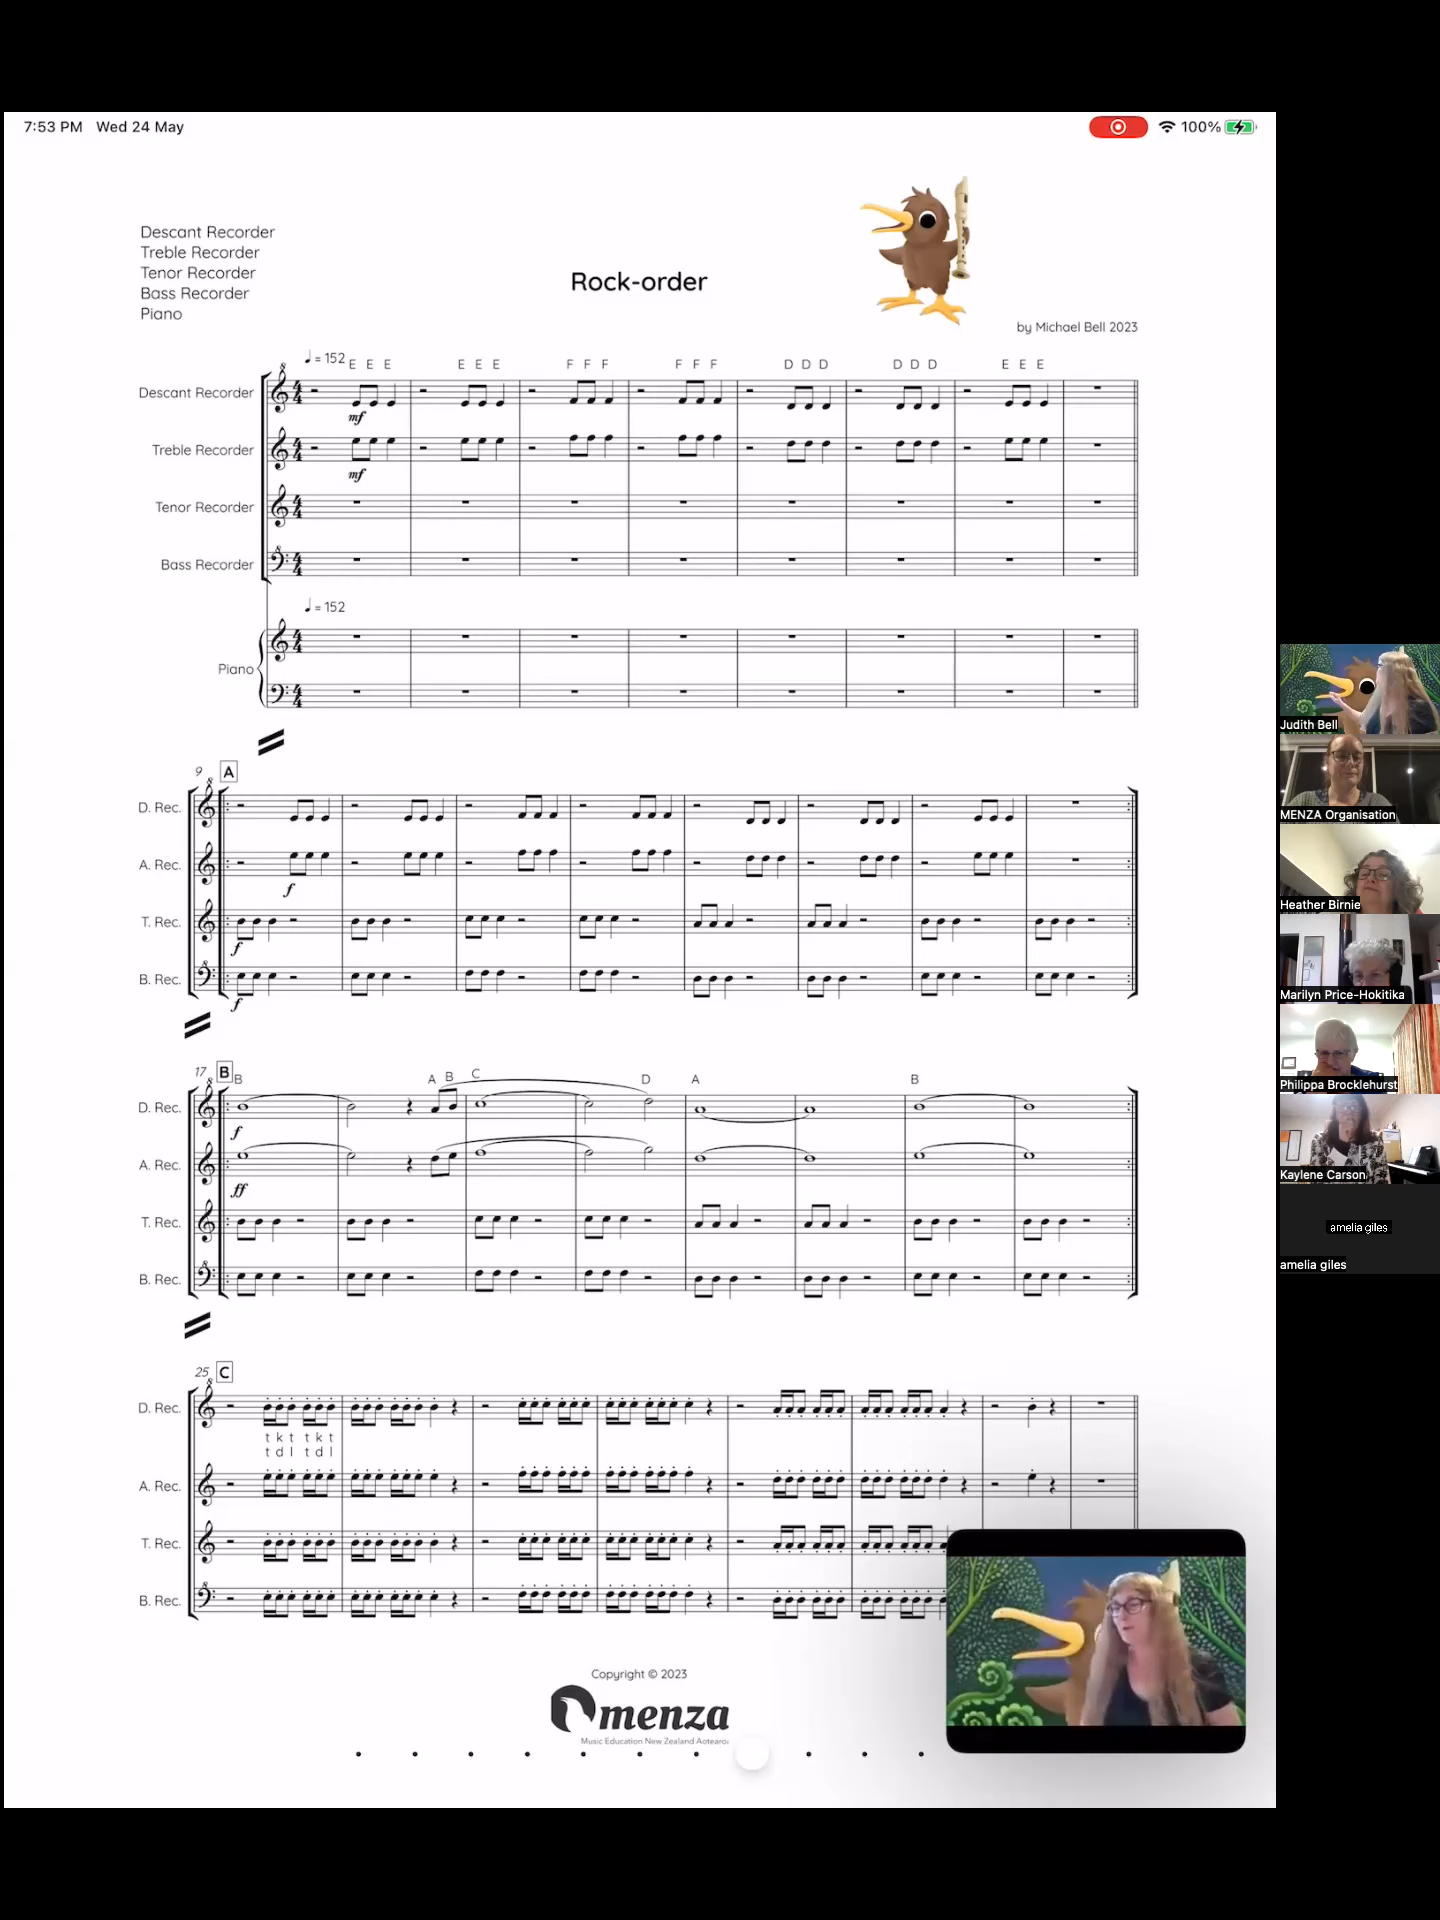 7:53 PM Wed 24 May
100%
Descant Recorder
Treble Recorder
Tenor Recorder
Bass Recorder
Piano
Rock-order
by Michael Bell 2023
= 152
E E E E E E F F F F F F D D D D D D E E E
Descant Recorder
mf
Treble Recorder
mf
Tenor Recorder
Bass Recorder
= 152
Piano
9 A
D. Rec.
A. Rec.
f
T. Rec.
f
B. Rec.
f
17 B
B A B C D A B
D. Rec.
f
A. Rec.
ff
T. Rec.
B. Rec.
25 C
D. Rec.
t k t t k t
t d l t d l
A. Rec.
T. Rec.
B. Rec.
Copyright © 2023
menza
Music Education New Zealand Aotearoa
Judith Bell
MENZA Organisation
Heather Birnie
Marilyn Price-Hokitika
Philippa Brocklehurst
Kaylene Carson
amelia giles
amelia giles